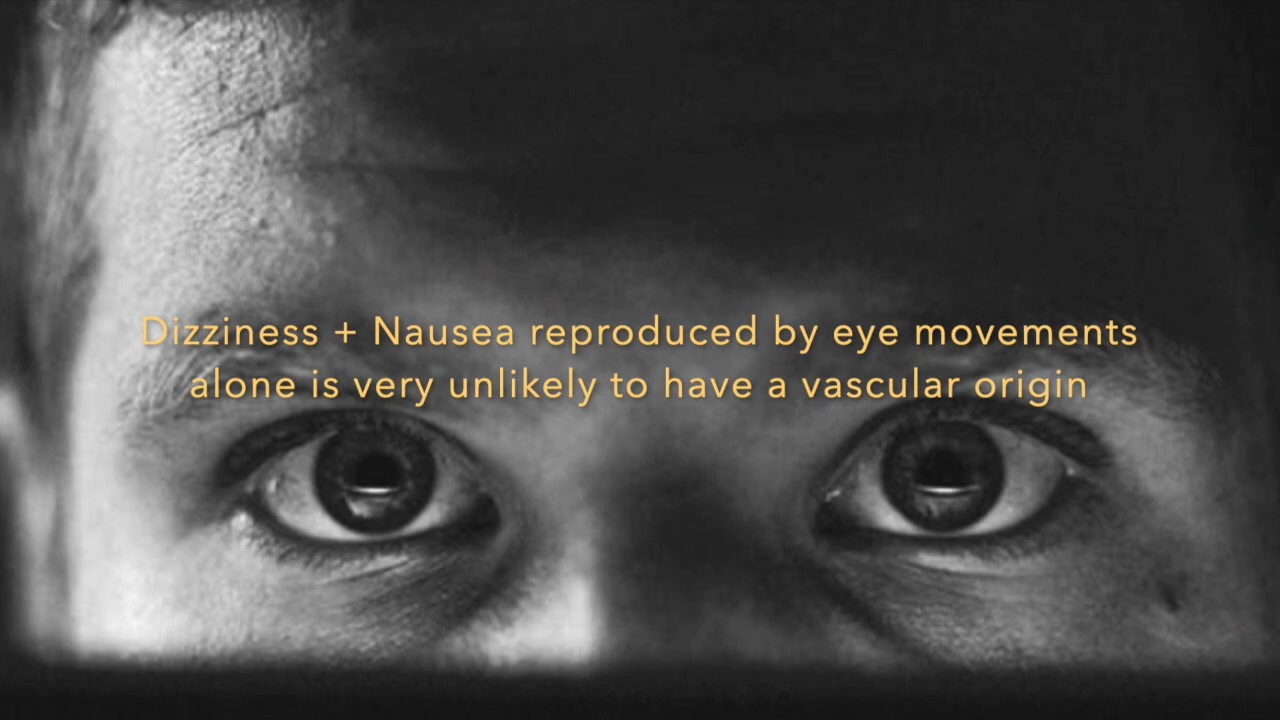 Dizziness + Nausea reproduced by eye movements
alone is very unlikely to have a vascular origin